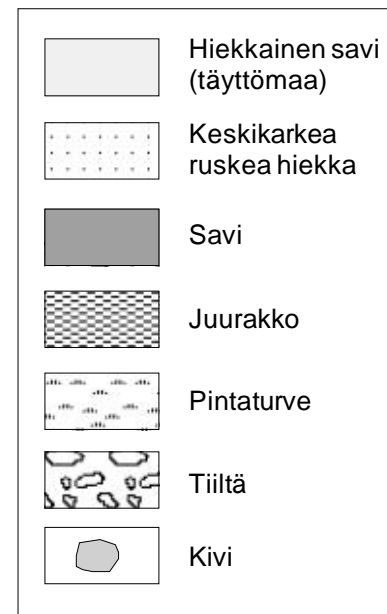 Hiekkainen savi
(täyttömaa)
Keskikarkea
ruskea hiekka
Savi
Juurakko
Pintaturve
Tiiltä
Kivi